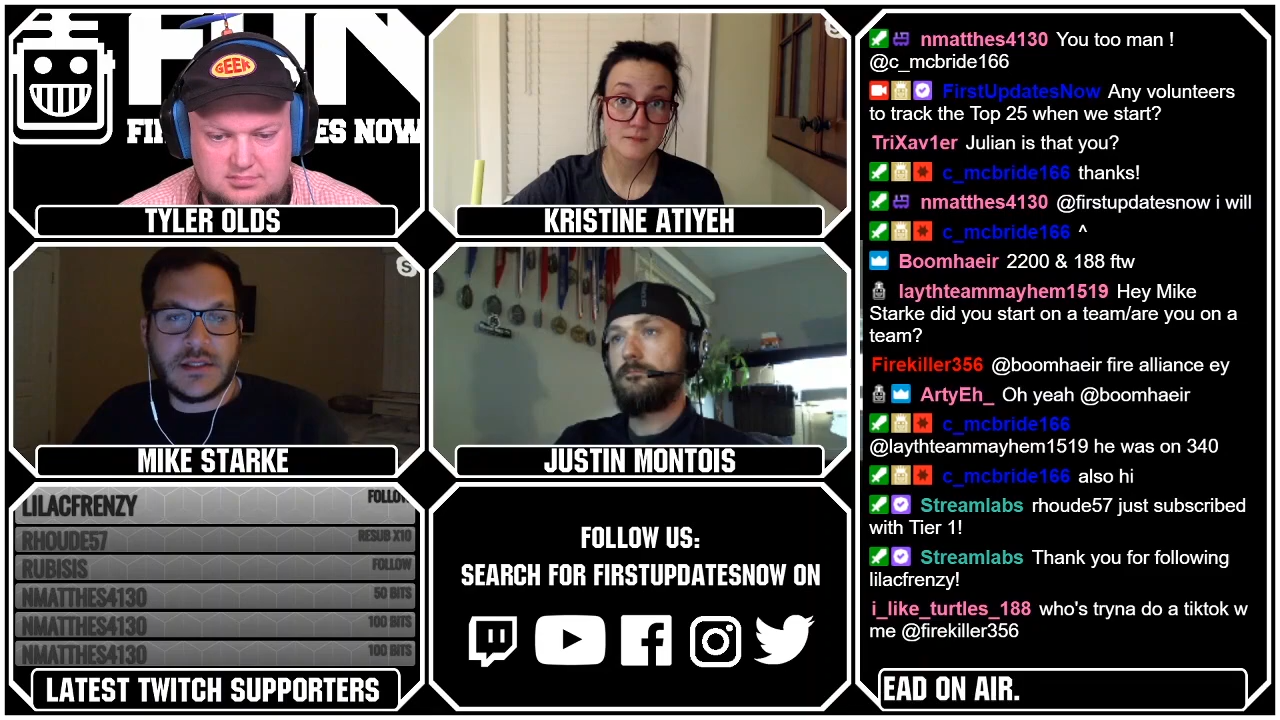 FUN
GEEK
ES NOW
TYLER OLDS
KRISTINE ATIYEH
S
MIKE STARKE
JUSTIN MONTOIS
LILACFRENZY FOLLOW
RHOUDE57 RESUB X10
RUBISIS FOLLOW
NMATTHES4130 50 BITS
NMATTHES4130 100 BITS
NMATTHES4130 100 BITS
LATEST TWITCH SUPPORTERS
FOLLOW US:
SEARCH FOR FIRSTUPDATESNOW ON
nmatthes4130 You too man !
@c_mcbride166
FirstUpdatesNow Any volunteers
to track the Top 25 when we start?
TriXav1er Julian is that you?
c_mcbride166 thanks!
nmatthes4130 @firstupdatesnow i will
c_mcbride166 ^
Boomhaeir 2200 & 188 ftw
laythteammayhem1519 Hey Mike
Starke did you start on a team/are you on a
team?
Firekiller356 @boomhaeir fire alliance ey
ArtyEh_ Oh yeah @boomhaeir
c_mcbride166
@laythteammayhem1519 he was on 340
c_mcbride166 also hi
Streamlabs rhoude57 just subscribed
with Tier 1!
Streamlabs Thank you for following
lilacfrenzy!
i_like_turtles_188 who's tryna do a tiktok w
me @firekiller356
EAD ON AIR.